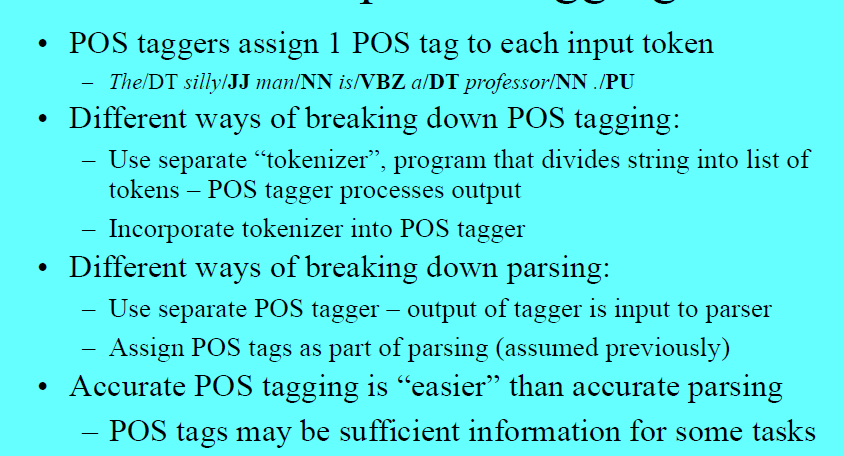 • POS taggers assign 1 POS tag to each input token
– The/DT silly/JJ man/NN is/VBZ a/DT professor/NN ./PU
• Different ways of breaking down POS tagging:
– Use separate “tokenizer”, program that divides string into list of
tokens – POS tagger processes output
– Incorporate tokenizer into POS tagger
• Different ways of breaking down parsing:
– Use separate POS tagger – output of tagger is input to parser
– Assign POS tags as part of parsing (assumed previously)
• Accurate POS tagging is “easier” than accurate parsing
– POS tags may be sufficient information for some tasks